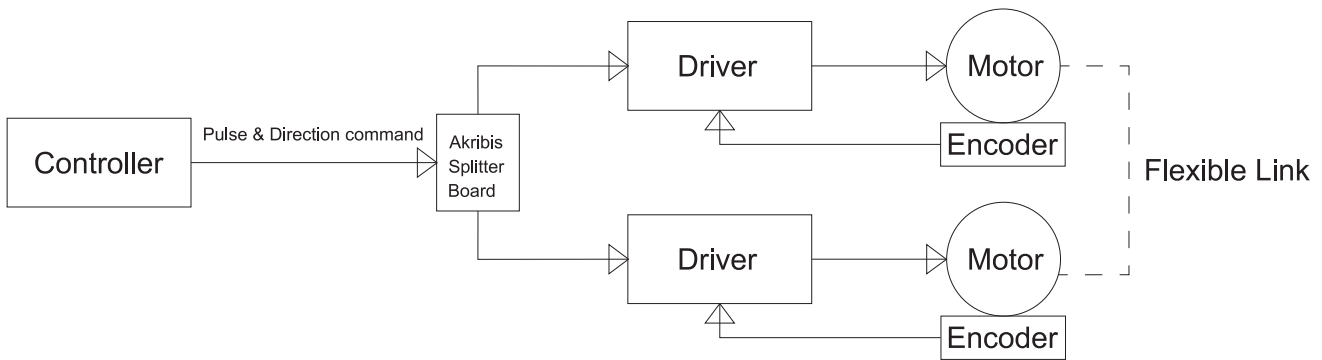 Controller
Pulse & Direction command
Akribis
Splitter
Board
Driver
Motor
Encoder
Flexible Link
Driver
Motor
Encoder